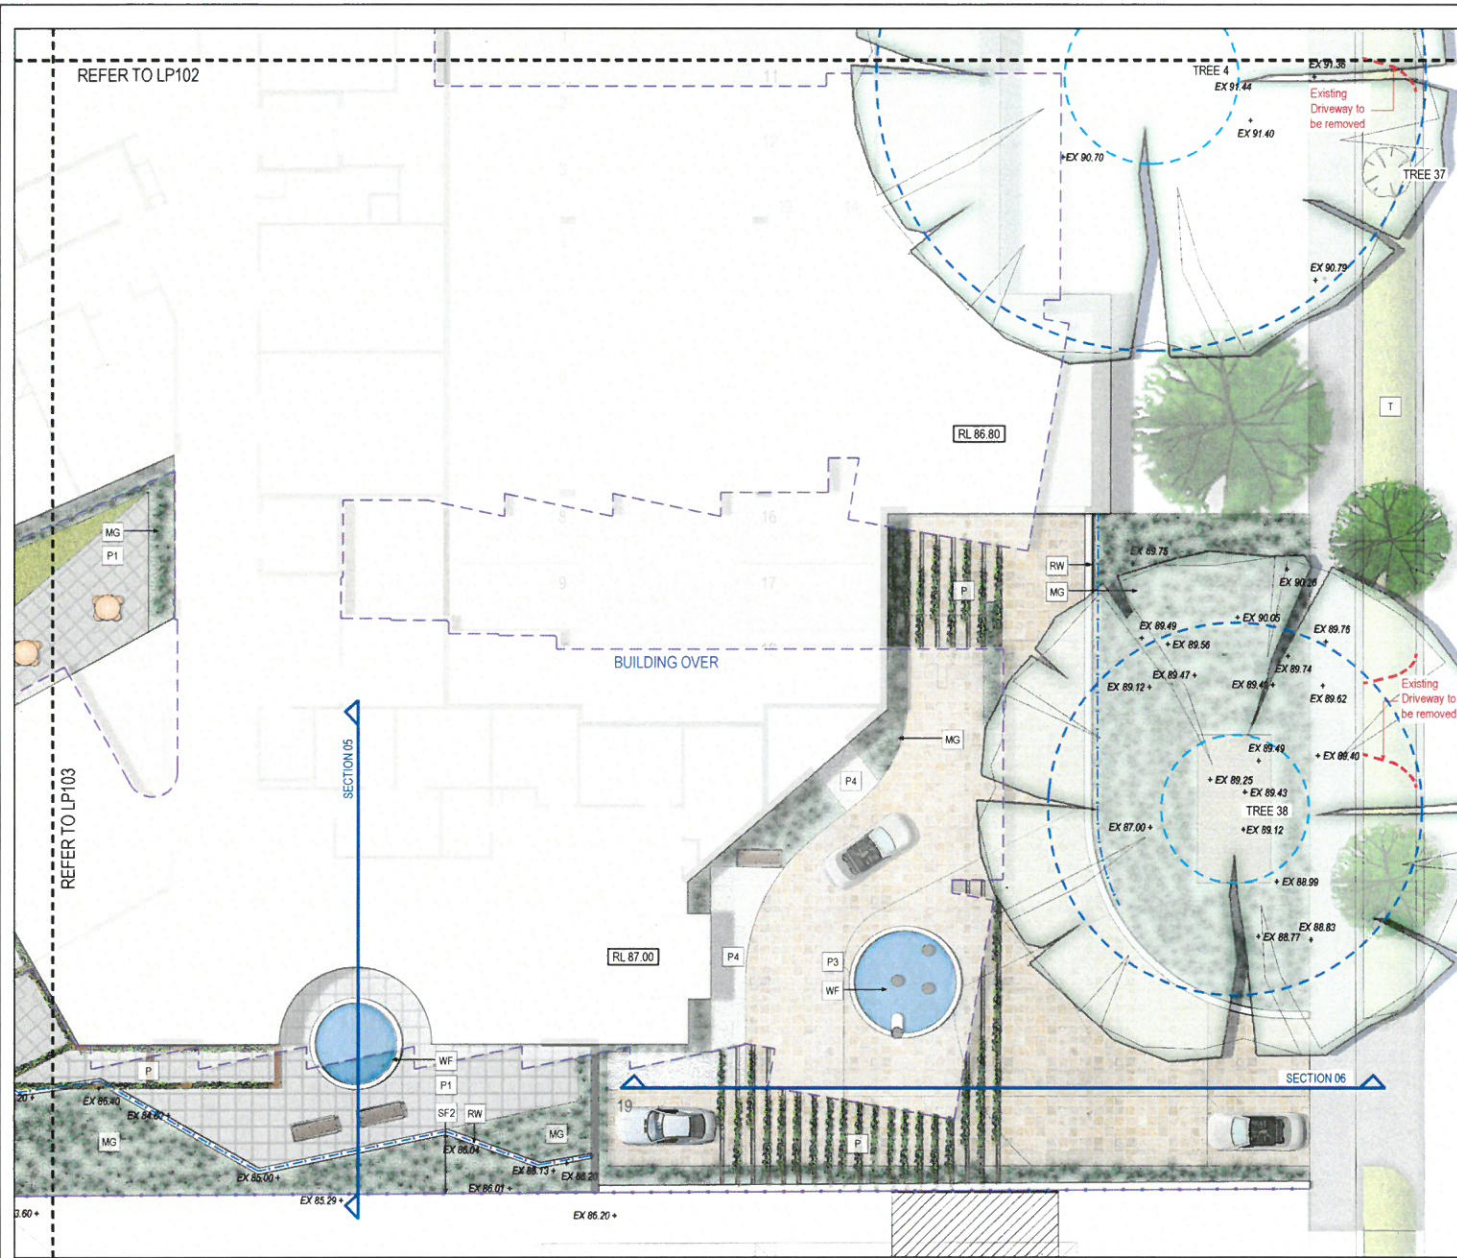 REFER TO LP102
11
TREE 4
EX 91.44
EX 91.36
Existing
Driveway to
be removed
EX 91.40
12
EX 90.70
TREE 37
EX 90.79
T
RL 86.80
8
16
9
17
MG
P1
P
RW
MG
EX 89.75
EX 90.26
EX 90.05
EX 89.49
EX 89.56
EX 89.76
EX 89.74
EX 89.47
EX 89.12
EX 89.62
Existing
Driveway to
be removed
BUILDING OVER
MG
EX 89.49
EX 89.40
EX 89.25
EX 89.43
TREE 38
EX 89.12
EX 87.00
P4
SECTION 05
REFER TO LP103
EX 88.99
EX 88.83
EX 88.77
RL 87.00
P4
P3
WF
WF
P
P1
SECTION 06
EX 85.40
SF2
RW
19
MG
MG
P
EX 85.00
EX 86.01
EX 85.29
EX 86.20
3.60